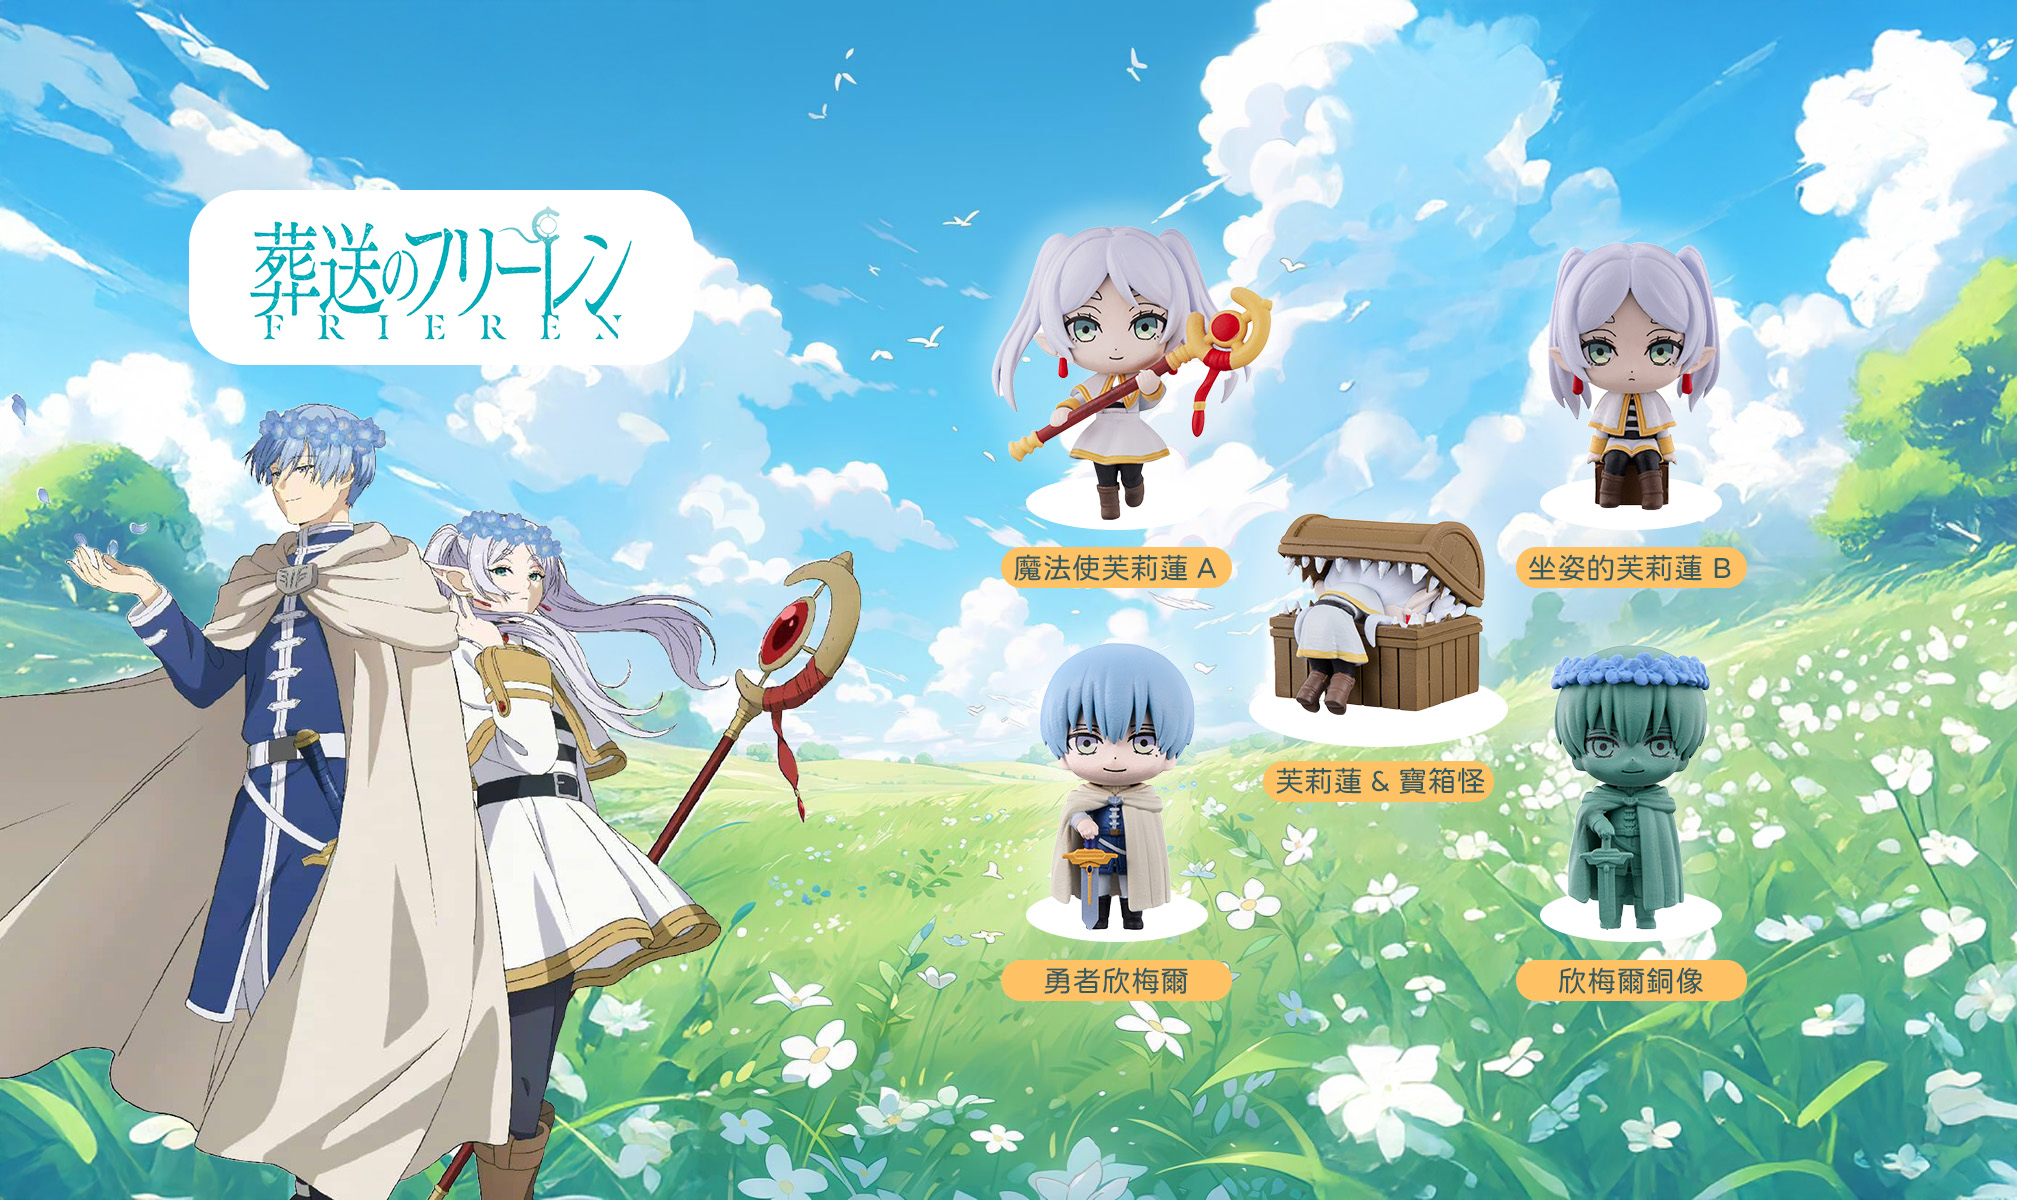 葬送のフリーレン
FRIEREN
魔法使芙莉蓮 A
坐姿的芙莉蓮 B
芙莉蓮 & 寶箱怪
勇者欣梅爾
欣梅爾銅像